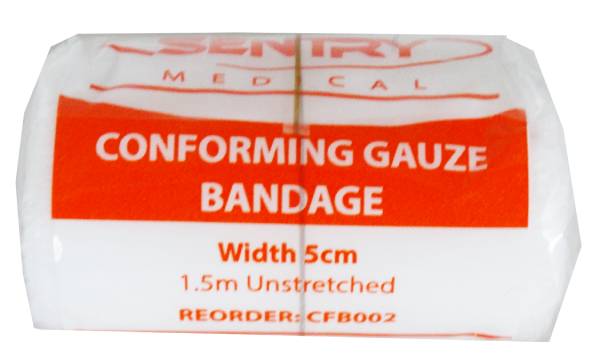 SENTRY
MEDICAL
CONFORMING GAUZE
BANDAGE
Width 5cm
1.5m Unstretched
REORDER: CFB002